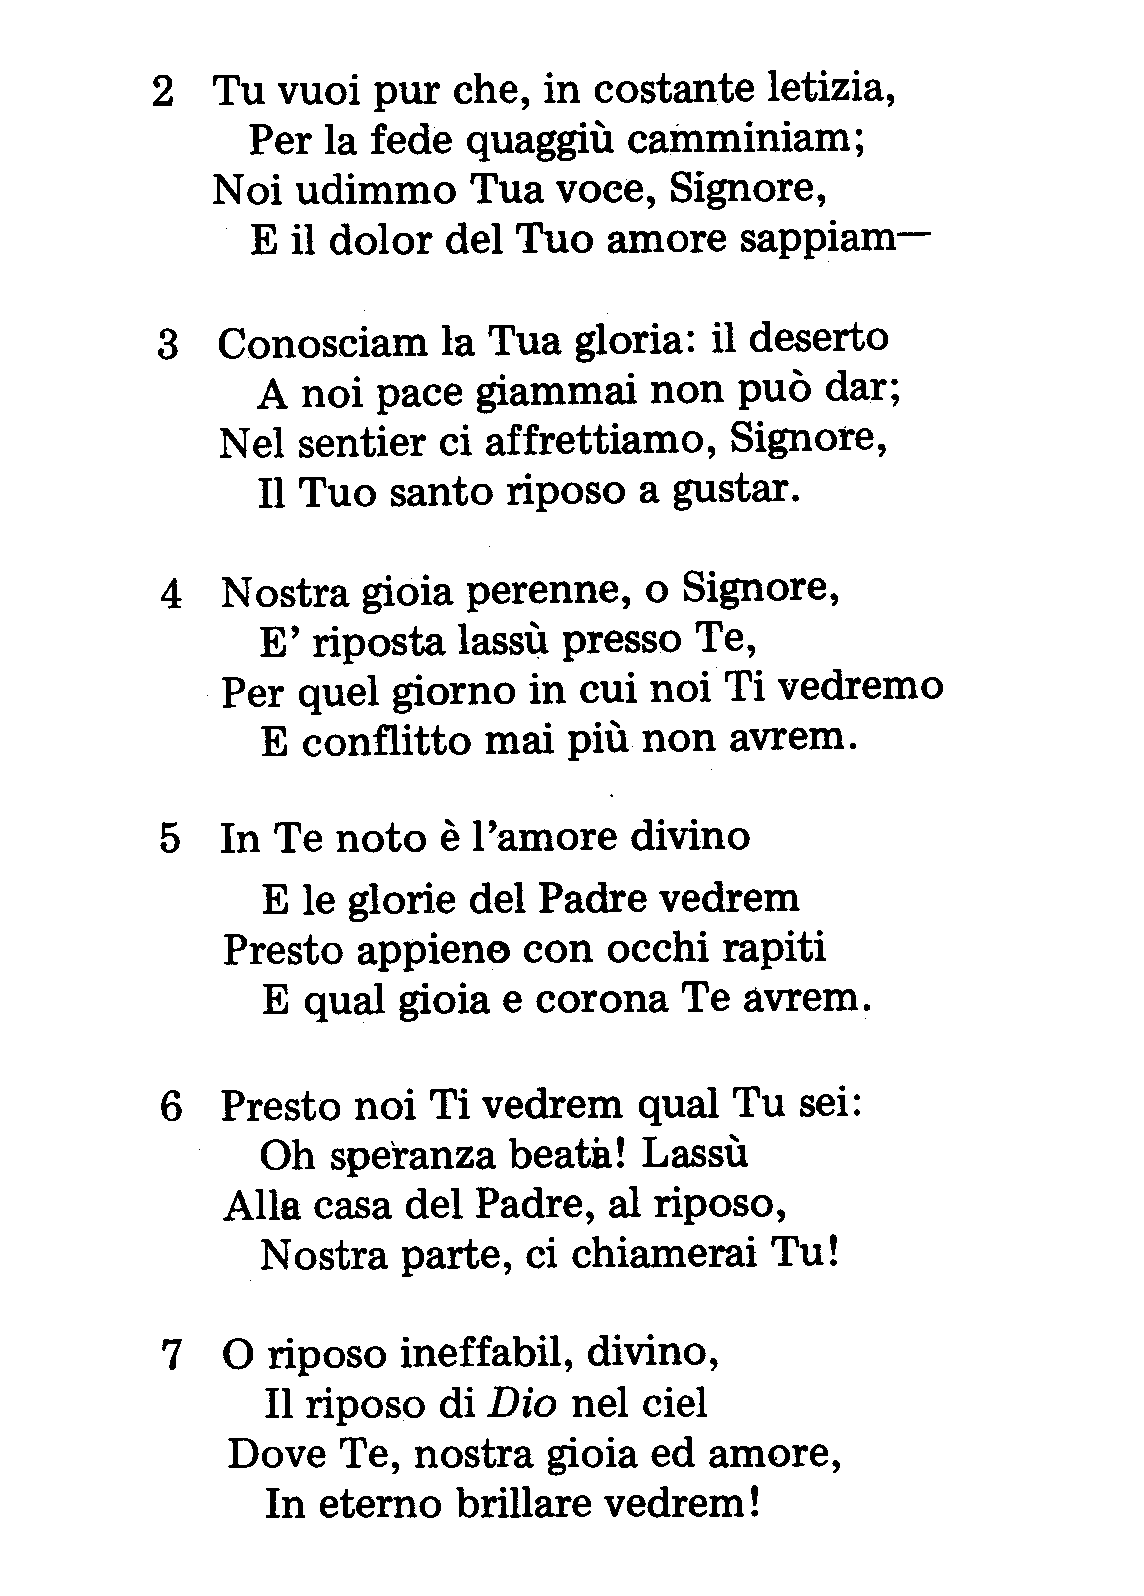 2 Tu vuoi pur che, in costante letizia,
Per la fede quaggiù camminiam;
Noi udimmo Tua voce, Signore,
E il dolor del Tuo amore sappiam—
3 Conosciam la Tua gloria: il deserto
A noi pace giammai non può dar;
Nel sentier ci affrettiamo, Signore,
Il Tuo santo riposo a gustar.
4 Nostra gioia perenne, o Signore,
E’ riposta lassù presso Te,
Per quel giorno in cui noi Ti vedremo
E conflitto mai più non avrem.
5 In Te noto è l’amore divino
E le glorie del Padre vedrem
Presto appieno con occhi rapiti
E qual gioia e corona Te avrem.
6 Presto noi Ti vedrem qual Tu sei:
Oh speranza beata! Lassù
Alla casa del Padre, al riposo,
Nostra parte, ci chiamerai Tu!
7 O riposo ineffabil, divino,
Il riposo di Dio nel ciel
Dove Te, nostra gioia ed amore,
In eterno brillare vedrem!